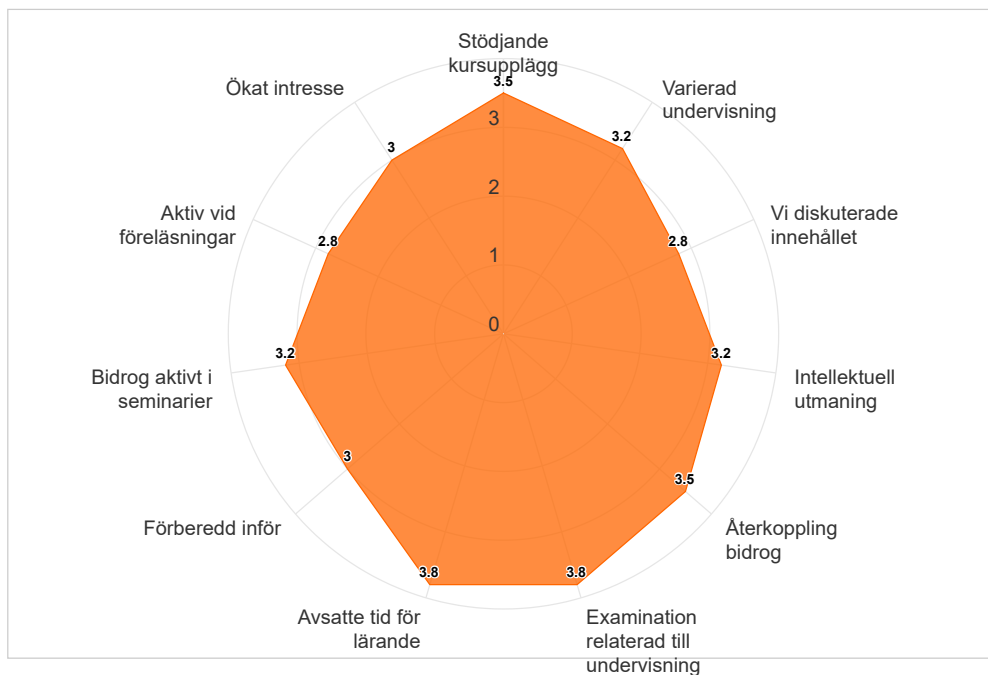 Stödjande
kursupplägg
3.5
Ökat intresse
Varierad
undervisning
3
3.2
3
2
1
0
Aktiv vid
föreläsningar
2.8
2.8
Vi diskuterade
innehållet
Bidrog aktivt i
seminarier
3.2
3.2
Intellektuell
utmaning
Förberedd inför
3
3.5
Återkoppling
bidrog
Avsatte tid för
lärande
3.8
3.8
Examination
relaterad till
undervisning